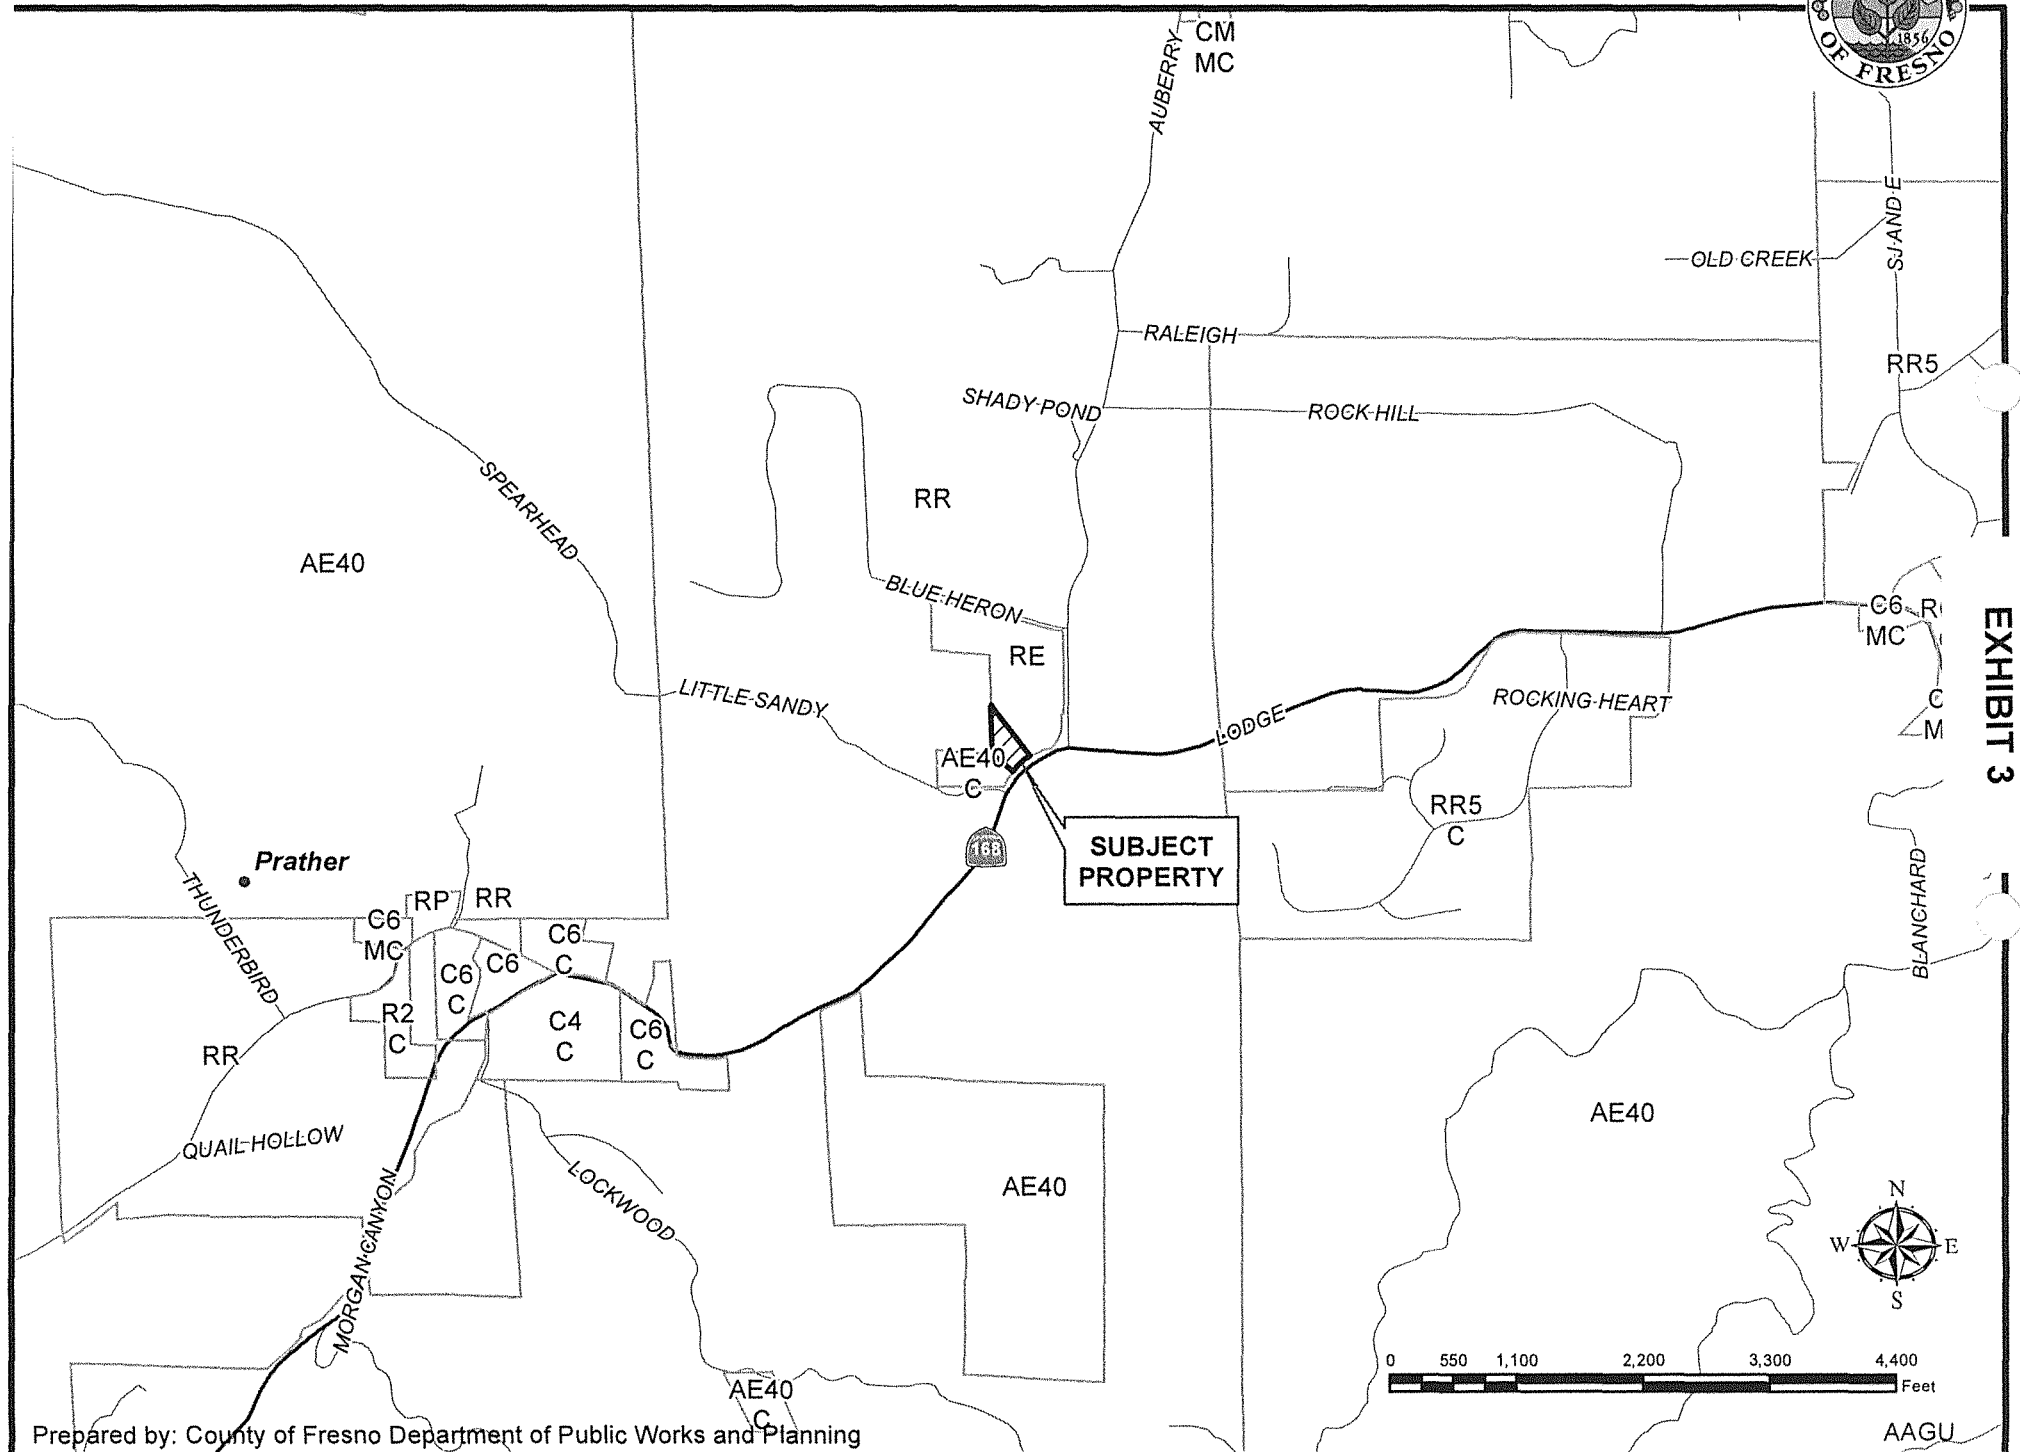 CM
MC
1856
OF FRESNO
AUBERRY
SJ AND E
OLD CREEK
RALEIGH
RR5
SHADY POND
ROCK HILL
SPEARHEAD
RR
AE40
BLUE HERON
C6
MC
EXHIBIT 3
RE
LITTLE SANDY
ROCKING HEART
LODGE
AE40
C
RR5
C
168
SUBJECT
PROPERTY
Prather
THUNDERBIRD
BLANCHARD
RP
RR
C6
MC
C6
C
C6
C6
C
R2
C
C4
C
C6
C
RR
AE40
QUAIL HOLLOW
LOCKWOOD
AE40
MORGAN CANYON
N
W
E
S
0 550 1,100 2,200 3,300 4,400
Feet
AE40
C
Prepared by: County of Fresno Department of Public Works and Planning
AAGU